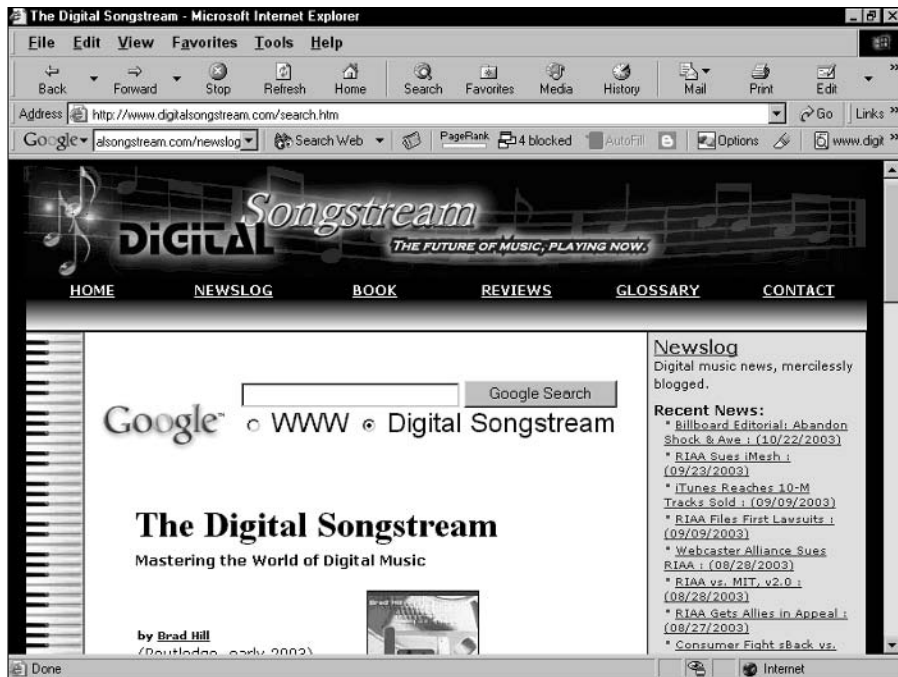 The Digital Songstream - Microsoft Internet Explorer
File Edit View Favorites Tools Help
Back Forward Stop Refresh Home Search Favorites Media History Mail Print Edit
Address http://www.digitalsongstream.com/search.htm Go Links »
Google alsongstream.com/newslog Search Web PageRank 4 blocked AutoFill Options www.digit »
DIGITAL Songstream
THE FUTURE OF MUSIC, PLAYING NOW.
HOME NEWSLOG BOOK REVIEWS GLOSSARY CONTACT
Google™
Google Search
WWW Digital Songstream
The Digital Songstream
Mastering the World of Digital Music
by Brad Hill
(Routledge, early 2003)
Brad Hill
Newslog
Digital music news, mercilessly
blogged.
Recent News:
* Billboard Editorial: Abandon
Shock & Awe : (10/22/2003)
* RIAA Sues iMesh :
(09/23/2003)
* iTunes Reaches 10-M
Tracks Sold : (09/09/2003)
* RIAA Files First Lawsuits :
(09/09/2003)
* Webcaster Alliance Sues
RIAA : (08/28/2003)
* RIAA vs. MIT, v2.0 :
(08/28/2003)
* RIAA Gets Allies in Appeal :
(08/27/2003)
* Consumer Fight sBack vs.
Done Internet